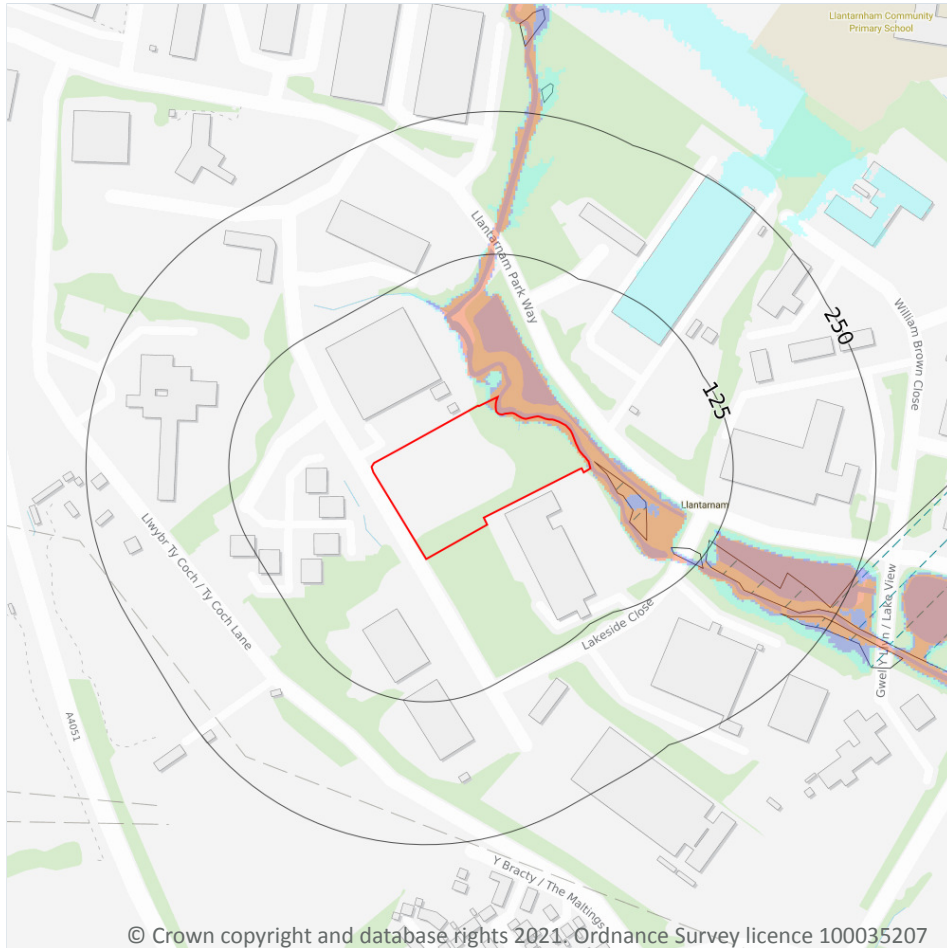 Llantarnham Community
Primary School
Llantarnam Park Way
250
William Brown Close
125
Llantarnam
Llwybr Ty Coch / Ty Coch Lane
Lakeside Close
Gwel Y Llyn / Lake View
A4051
Y Bracty / The Maltings
© Crown copyright and database rights 2021. Ordnance Survey licence 100035207